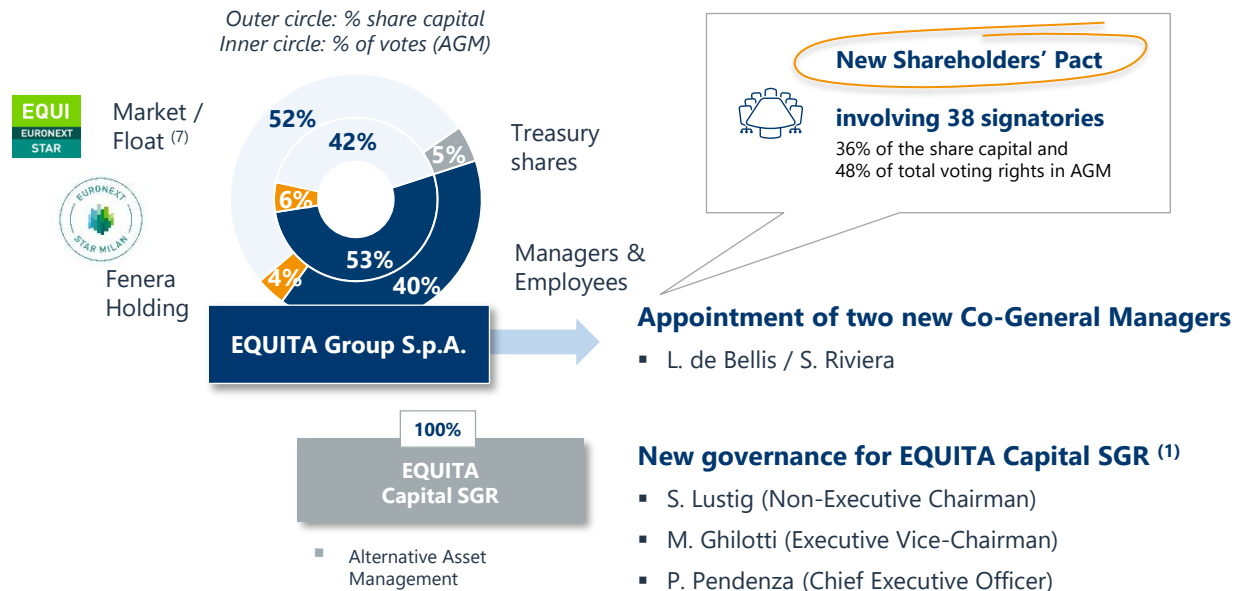 Outer circle: % share capital
Inner circle: % of votes (AGM)
EQUI
EURONEXT
STAR
Market /
Float (7)
EURONEXT
STAR MILAN
Fenera
Holding
52%
42%
5%
6%
53%
4%
40%
Treasury
shares
Managers &
Employees
New Shareholders' Pact
involving 38 signatories
36% of the share capital and
48% of total voting rights in AGM
EQUITA Group S.p.A.
Appointment of two new Co-General Managers
▪ L. de Bellis / S. Riviera
100%
EQUITA
Capital SGR
▪ Alternative Asset
Management
New governance for EQUITA Capital SGR (1)
▪ S. Lustig (Non-Executive Chairman)
▪ M. Ghilotti (Executive Vice-Chairman)
▪ P. Pendenza (Chief Executive Officer)